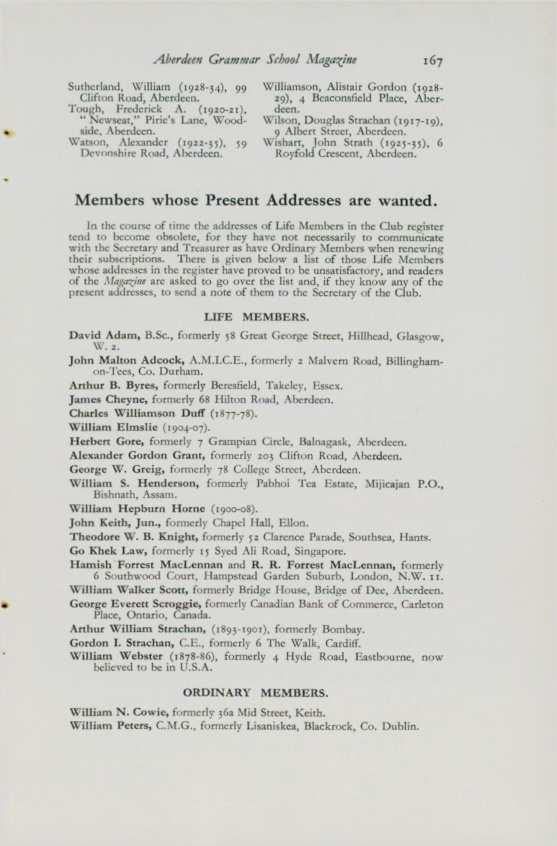 Aberdeen Grammar School Magazine 167
Sutherland, William (1928-34), 99
Clifton Road, Aberdeen.
Tough, Frederick A. (1920-21),
"Newseat," Pirie's Lane, Wood-
side, Aberdeen.
Watson, Alexander (1922-35), 59
Devonshire Road, Aberdeen.
Williamson, Alistair Gordon (1928-
29), 4 Beaconsfield Place, Aber-
deen.
Wilson, Douglas Strachan (1917-19),
9 Albert Street, Aberdeen.
Wishart, John Strath (1925-35), 6
Royfold Crescent, Aberdeen.
Members whose Present Addresses are wanted.
In the course of time the addresses of Life Members in the Club register
tend to become obsolete, for they have not necessarily to communicate
with the Secretary and Treasurer as have Ordinary Members when renewing
their subscriptions. There is given below a list of those Life Members
whose addresses in the register have proved to be unsatisfactory, and readers
of the Magazine are asked to go over the list and, if they know any of the
present addresses, to send a note of them to the Secretary of the Club.
LIFE MEMBERS.
David Adam, B.Sc., formerly 58 Great George Street, Hillhead, Glasgow,
W. 2.
John Malton Adcock, A.M.I.C.E., formerly 2 Malvern Road, Billingham-
on-Tees, Co. Durham.
Arthur B. Byres, formerly Beresfield, Takeley, Essex.
James Cheyne, formerly 68 Hilton Road, Aberdeen.
Charles Williamson Duff (1877-78).
William Elmslie (1904-07).
Herbert Gore, formerly 7 Grampian Circle, Balnagask, Aberdeen.
Alexander Gordon Grant, formerly 203 Clifton Road, Aberdeen.
George W. Greig, formerly 78 College Street, Aberdeen.
William S. Henderson, formerly Pabhoi Tea Estate, Mijicajan P.O.,
Bishnath, Assam.
William Hepburn Horne (1900-08).
John Keith, Jun., formerly Chapel Hall, Ellon.
Theodore W. B. Knight, formerly 52 Clarence Parade, Southsea, Hants.
Go Khek Law, formerly 15 Syed Ali Road, Singapore.
Hamish Forrest MacLennan and R. R. Forrest MacLennan, formerly
6 Southwood Court, Hampstead Garden Suburb, London, N.W. 11.
William Walker Scott, formerly Bridge House, Bridge of Dee, Aberdeen.
George Everett Scroggie, formerly Canadian Bank of Commerce, Carleton
Place, Ontario, Canada.
Arthur William Strachan, (1893-1901), formerly Bombay.
Gordon I. Strachan, C.E., formerly 6 The Walk, Cardiff.
William Webster (1878-86), formerly 4 Hyde Road, Eastbourne, now
believed to be in U.S.A.
ORDINARY MEMBERS.
William N. Cowie, formerly 36a Mid Street, Keith.
William Peters, C.M.G., formerly Lisaniskea, Blackrock, Co. Dublin.